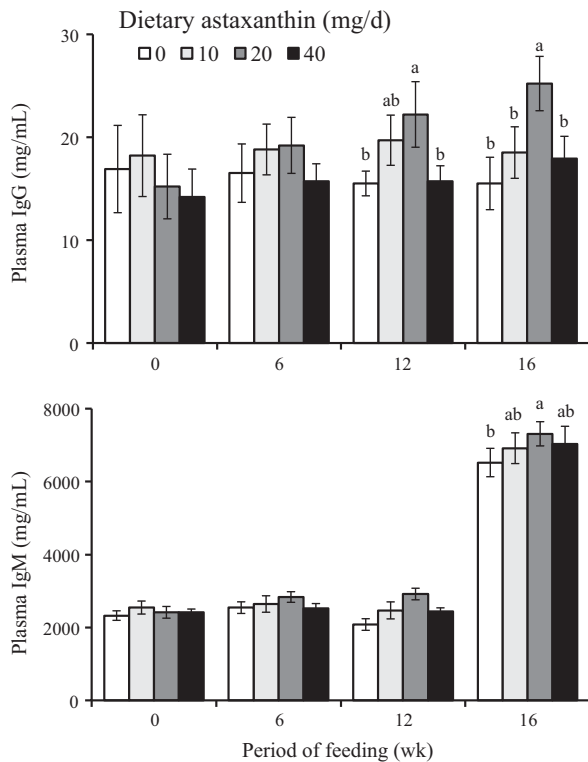 Dietary astaxanthin (mg/d)
0 10 20 40
Plasma IgG (mg/mL)
30
20
10
0
b ab a b
b b a b
0 6 12 16
Plasma IgM (mg/mL)
8000
6000
4000
2000
0
b ab a ab
0 6 12 16
Period of feeding (wk)